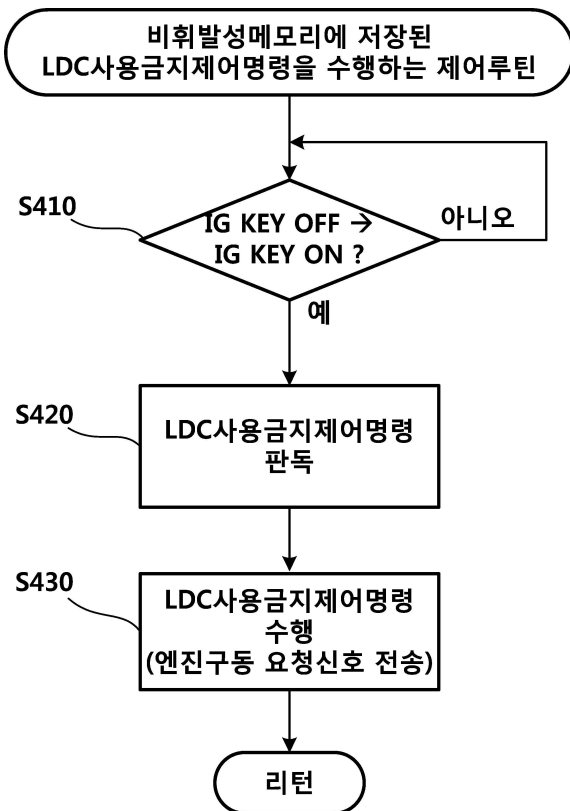 비휘발성메모리에 저장된
LDC사용금지제어명령을 수행하는 제어루틴
S410
IG KEY OFF →
IG KEY ON ?
아니오
예
S420
LDC사용금지제어명령
판독
S430
LDC사용금지제어명령
수행
(엔진구동 요청신호 전송)
리턴